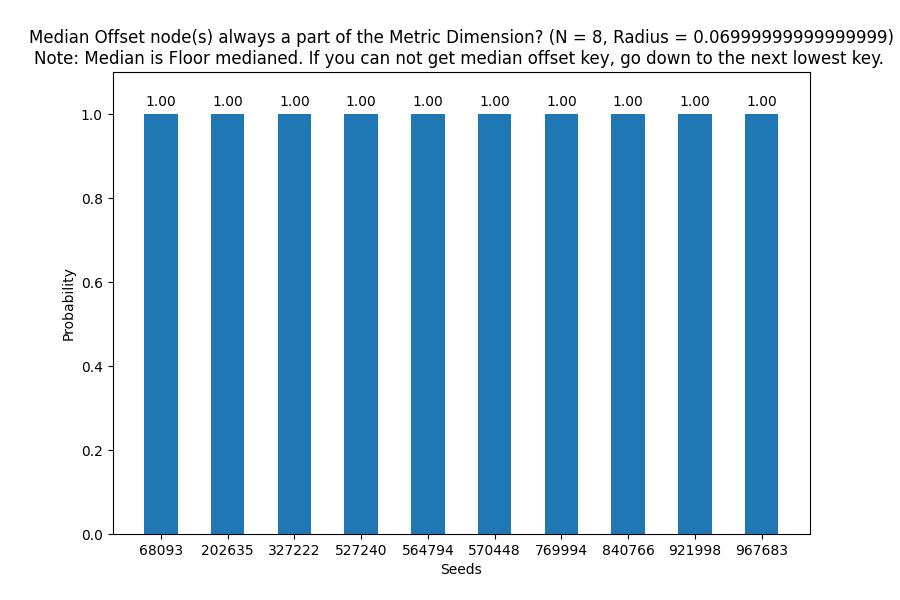 Median Offset node(s) always a part of the Metric Dimension? (N = 8, Radius = 0.06999999999999999)
Note: Median is Floor medianed. If you can not get median offset key, go down to the next lowest key.
1.00 1.00 1.00 1.00 1.00 1.00 1.00 1.00 1.00 1.00
1.0
0.8
0.6
0.4
0.2
0.0
Probability
68093 202635 327222 527240 564794 570448 769994 840766 921998 967683
Seeds